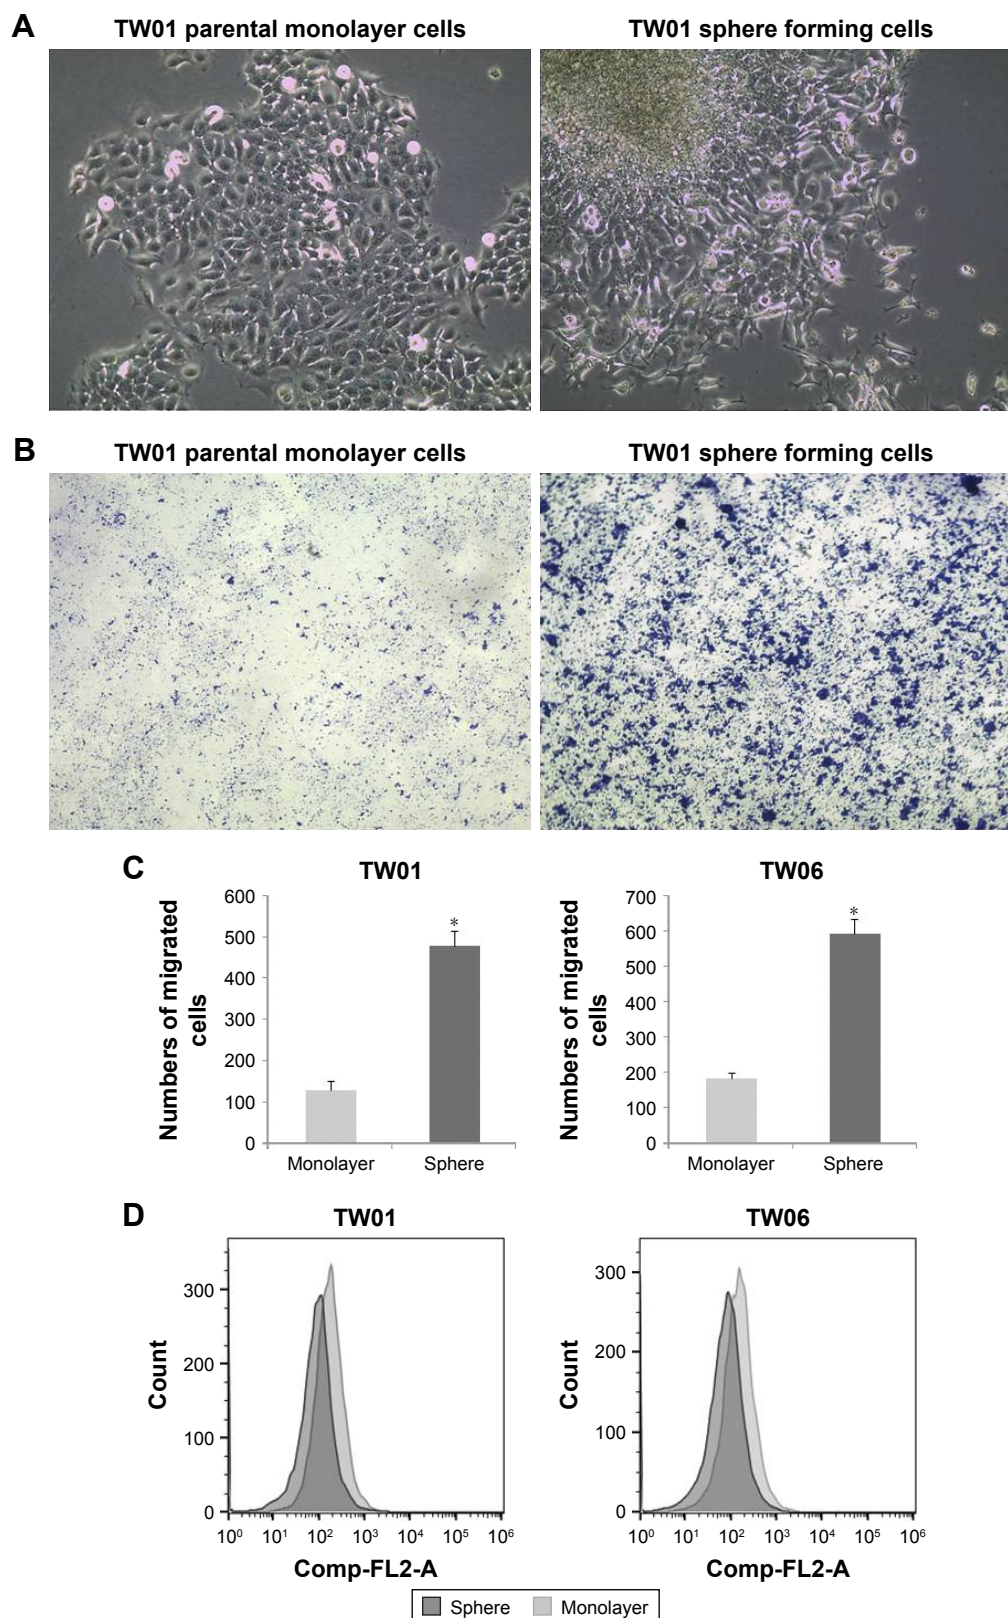 A
TW01 parental monolayer cells
TW01 sphere forming cells
B
TW01 parental monolayer cells
TW01 sphere forming cells
C
TW01
TW06
Numbers of migrated
cells
600
500
400
300
200
100
0
*
Monolayer
Sphere
Numbers of migrated
cells
700
600
500
400
300
200
100
0
*
Monolayer
Sphere
D
TW01
TW06
Count
300
200
100
0
10⁰ 10¹ 10² 10³ 10⁴ 10⁵ 10⁶
Comp-FL2-A
Count
300
200
100
0
10⁰ 10¹ 10² 10³ 10⁴ 10⁵ 10⁶
Comp-FL2-A
Sphere
Monolayer